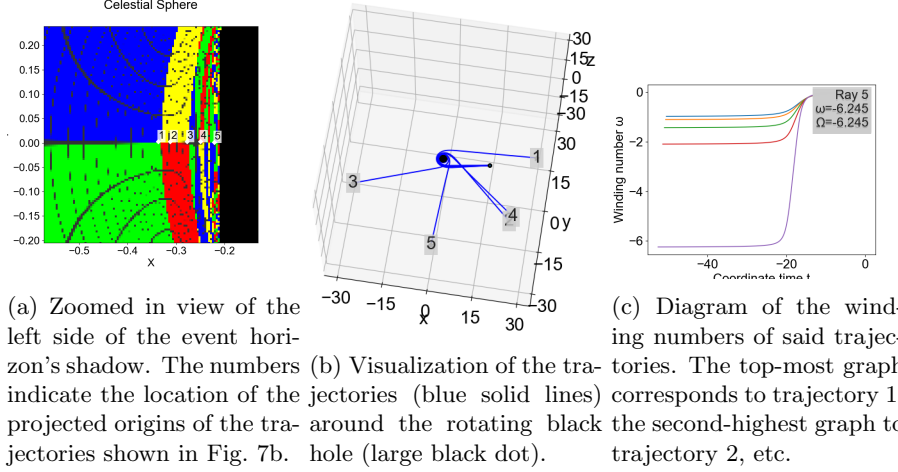 Celestial Sphere
0.20
0.15
0.10
0.05
0.00
−0.05
−0.10
−0.15
−0.20
1 2 3 4 5
−0.5 −0.4 −0.3 −0.2
X
30
15
z
0
−15
−30
30
15
0
y
−15
−30
1
3
4
5
−30 −15 0 15 30
x
Winding number ω
0
−2
−4
−6
Ray 5
ω=-6.245
Ω=-6.245
−40 −20 0
Coordinate time t
(a) Zoomed in view of the
left side of the event hori-
zon's shadow. The numbers
indicate the location of the
projected origins of the tra-
jectories shown in Fig. 7b.
(b) Visualization of the tra-
jectories (blue solid lines)
around the rotating black
hole (large black dot).
(c) Diagram of the wind-
ing numbers of said trajec-
tories. The top-most graph
corresponds to trajectory 1,
the second-highest graph to
trajectory 2, etc.